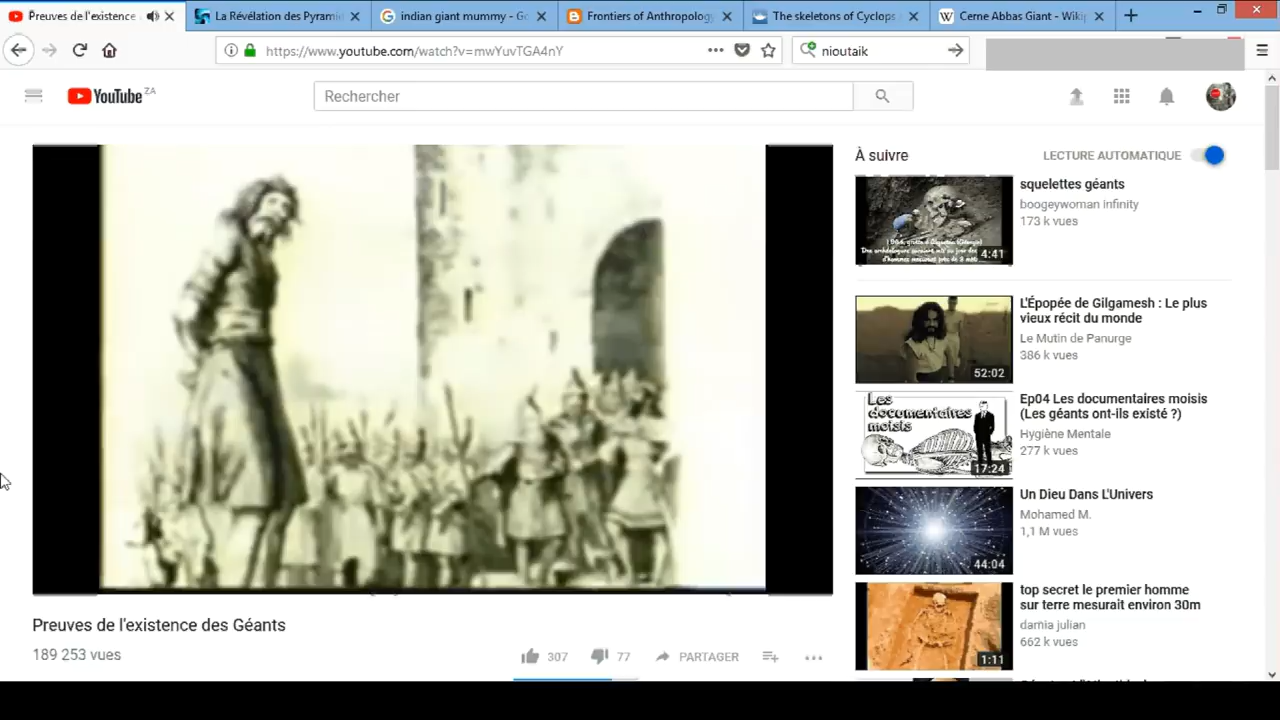 Preuves de l'existence
La Révélation des Pyrami
indian giant mummy - Go
Frontiers of Anthropology
The skeletons of Cyclops
Cerne Abbas Giant - Wiki
https://www.youtube.com/watch?v=mwYuvTGA4nY
nioutaik
YouTube ZA
Rechercher
À suivre
LECTURE AUTOMATIQUE
squelettes géants
boogeywoman infinity
173 k vues
4:41
L'Épopée de Gilgamesh : Le plus
vieux récit du monde
Le Mutin de Panurge
386 k vues
52:02
Ep04 Les documentaires moisis
(Les géants ont-ils existé ?)
Hygiène Mentale
277 k vues
Les
documentaires
moisis
17:24
Un Dieu Dans L'Univers
Mohamed M.
1,1 M vues
44:04
top secret le premier homme
sur terre mesurait environ 30m
damia julian
662 k vues
1:11
Preuves de l'existence des Géants
189 253 vues
307
77
PARTAGER